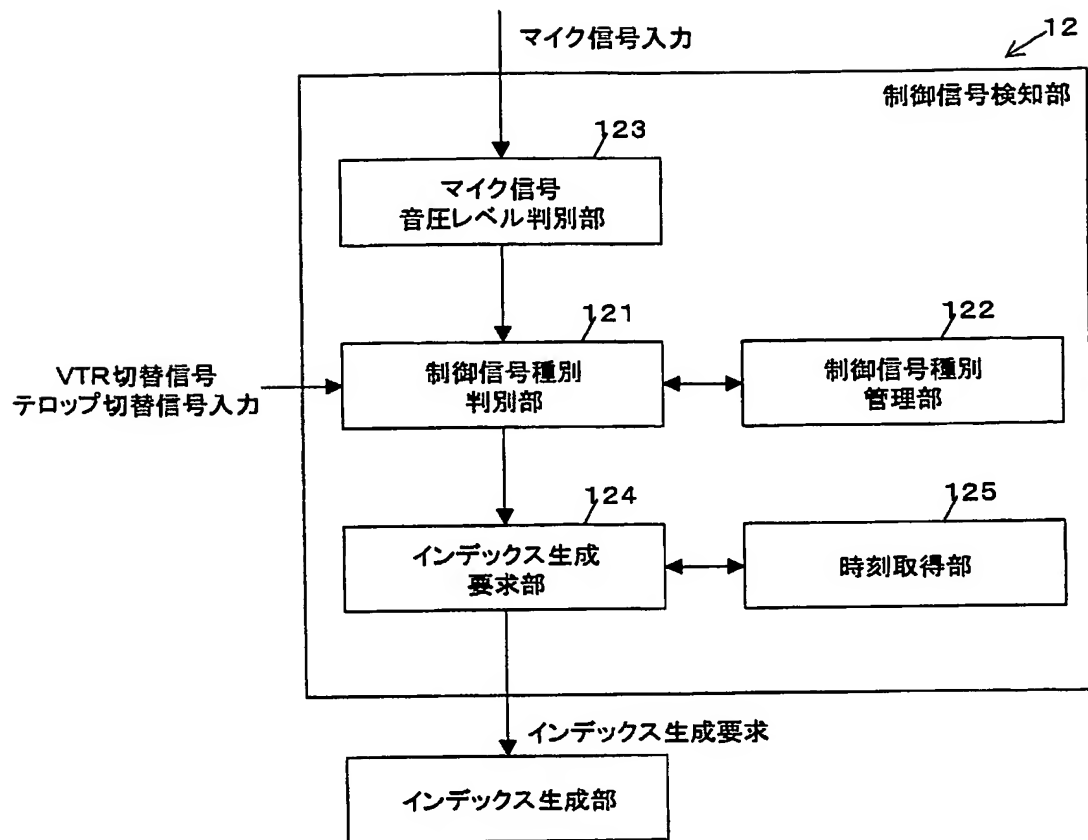 マイク信号入力
12
制御信号検知部
123
マイク信号
音圧レベル判別部
121
122
VTR切替信号
テロップ切替信号入力
制御信号種別
判別部
制御信号種別
管理部
124
125
インデックス生成
要求部
時刻取得部
インデックス生成要求
インデックス生成部